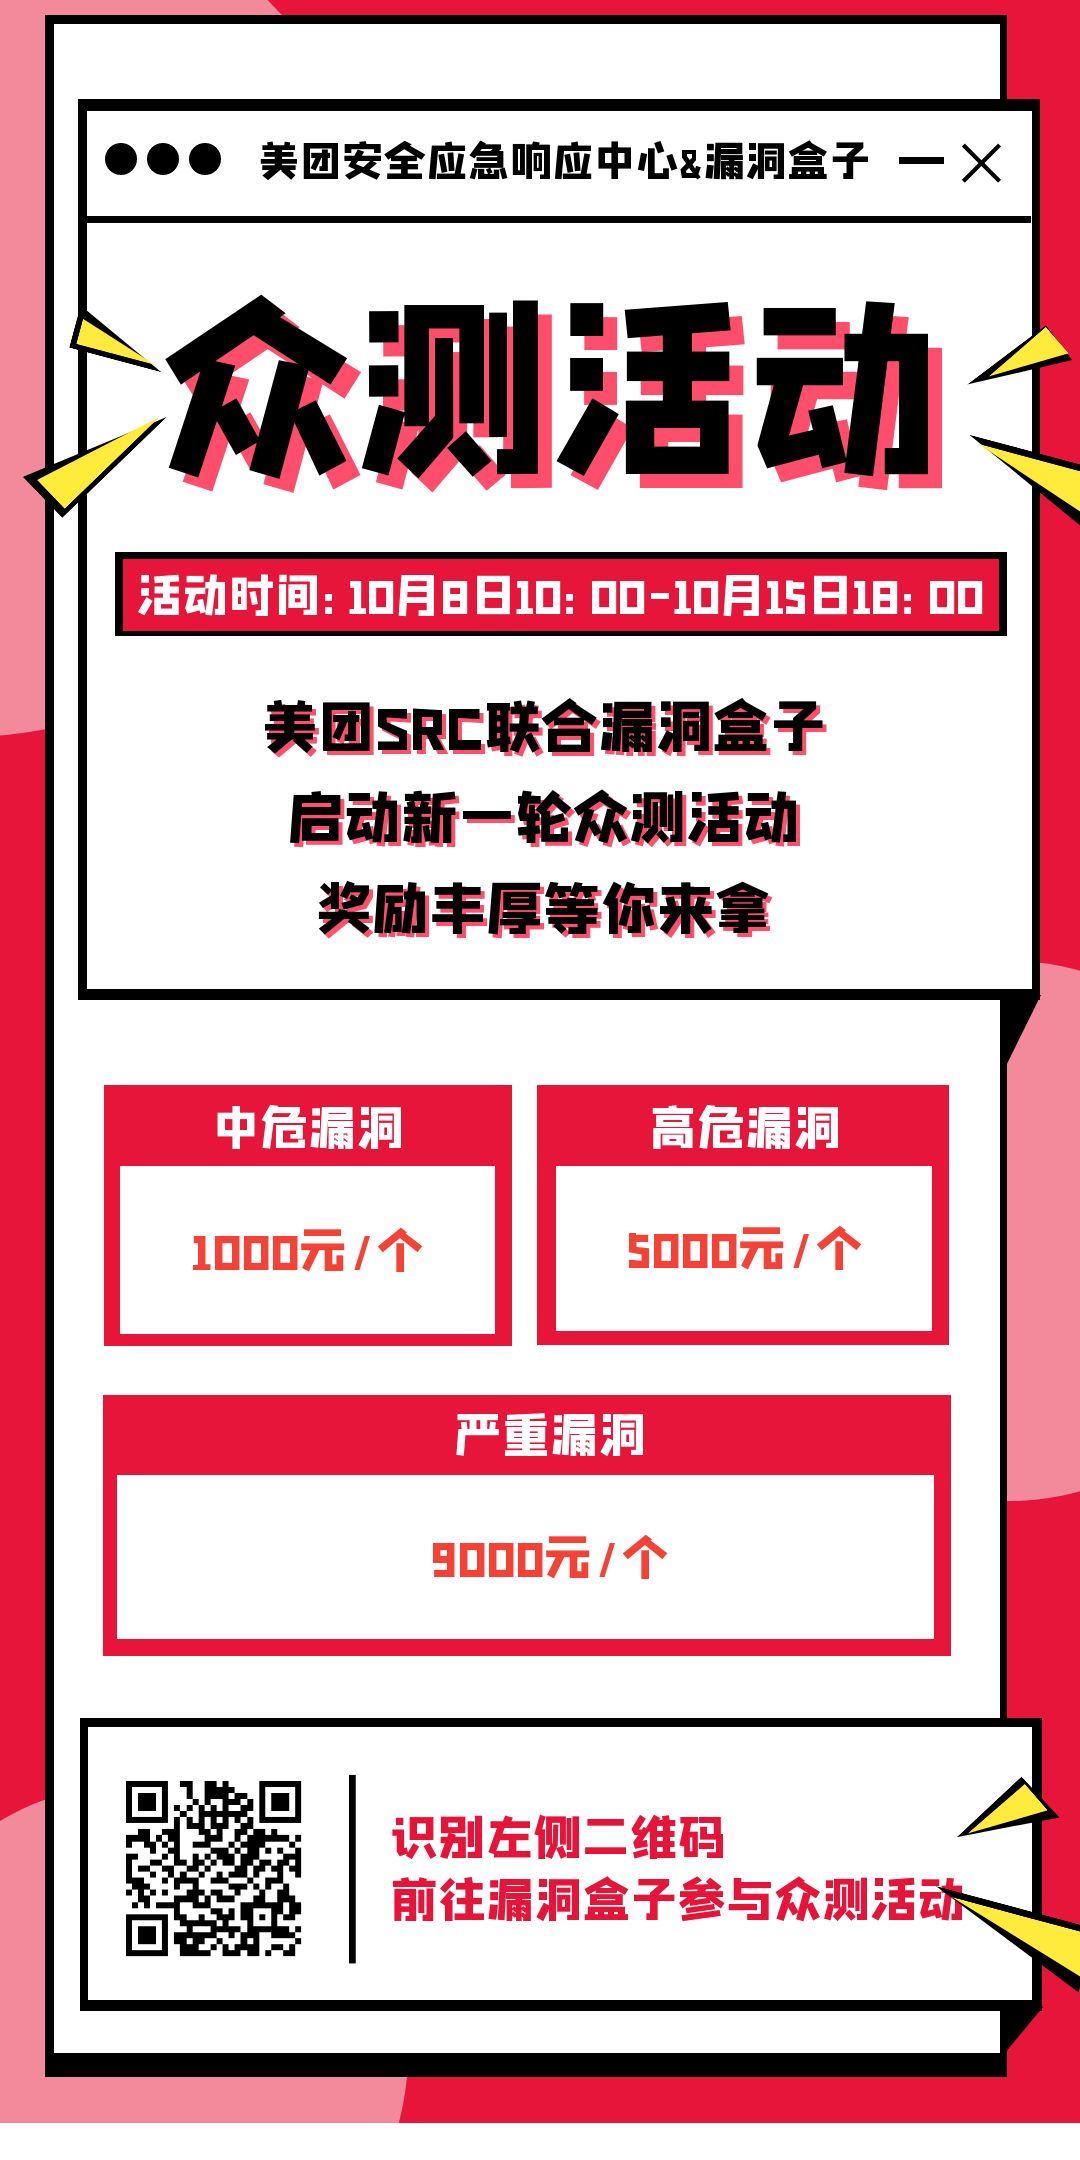 美团安全应急响应中心&漏洞盒子
众测活动
活动时间: 10月8日10: 00-10月15日18: 00
美团SRC联合漏洞盒子
启动新一轮众测活动
奖励丰厚等你来拿
中危漏洞
高危漏洞
1000元 / 个
5000元 / 个
严重漏洞
9000元 / 个
识别左侧二维码
前往漏洞盒子参与众测活动